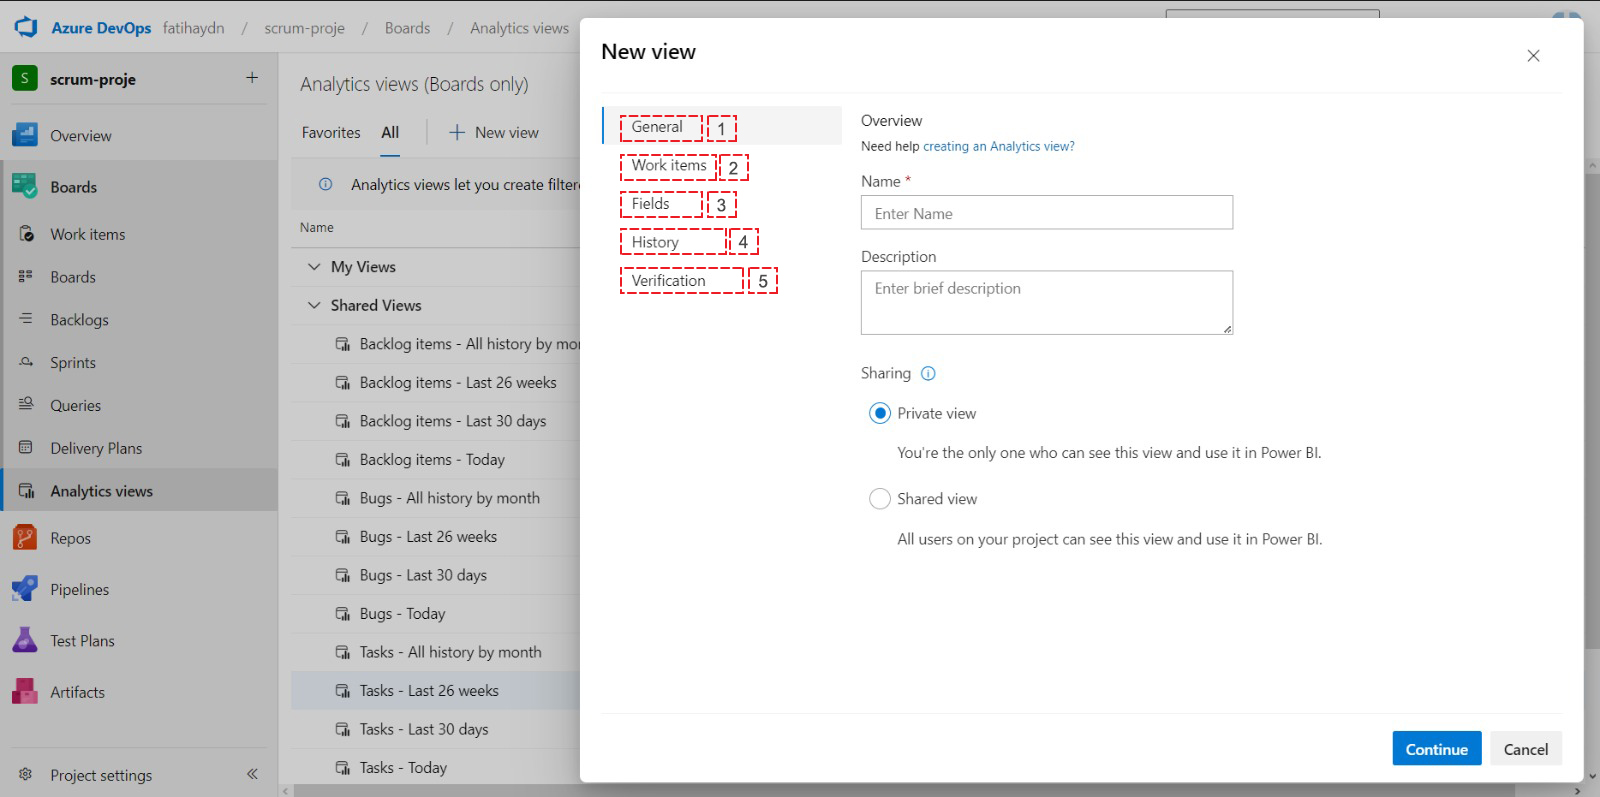 Azure DevOps fatihaydn / scrum-proje / Boards / Analytics views
S scrum-proje +
Overview
Boards
Work items
Boards
Backlogs
Sprints
Queries
Delivery Plans
Analytics views
Repos
Pipelines
Test Plans
Artifacts
Project settings
Analytics views (Boards only)
Favorites All + New view
Analytics views let you create filter
Name
My Views
Shared Views
Backlog items - All history by mo
Backlog items - Last 26 weeks
Backlog items - Last 30 days
Backlog items - Today
Bugs - All history by month
Bugs - Last 26 weeks
Bugs - Last 30 days
Bugs - Today
Tasks - All history by month
Tasks - Last 26 weeks
Tasks - Last 30 days
Tasks - Today
New view
General 1
Work items 2
Fields 3
History 4
Verification 5
Overview
Need help creating an Analytics view?
Name *
Enter Name
Description
Enter brief description
Sharing
Private view
You're the only one who can see this view and use it in Power BI.
Shared view
All users on your project can see this view and use it in Power BI.
Continue Cancel